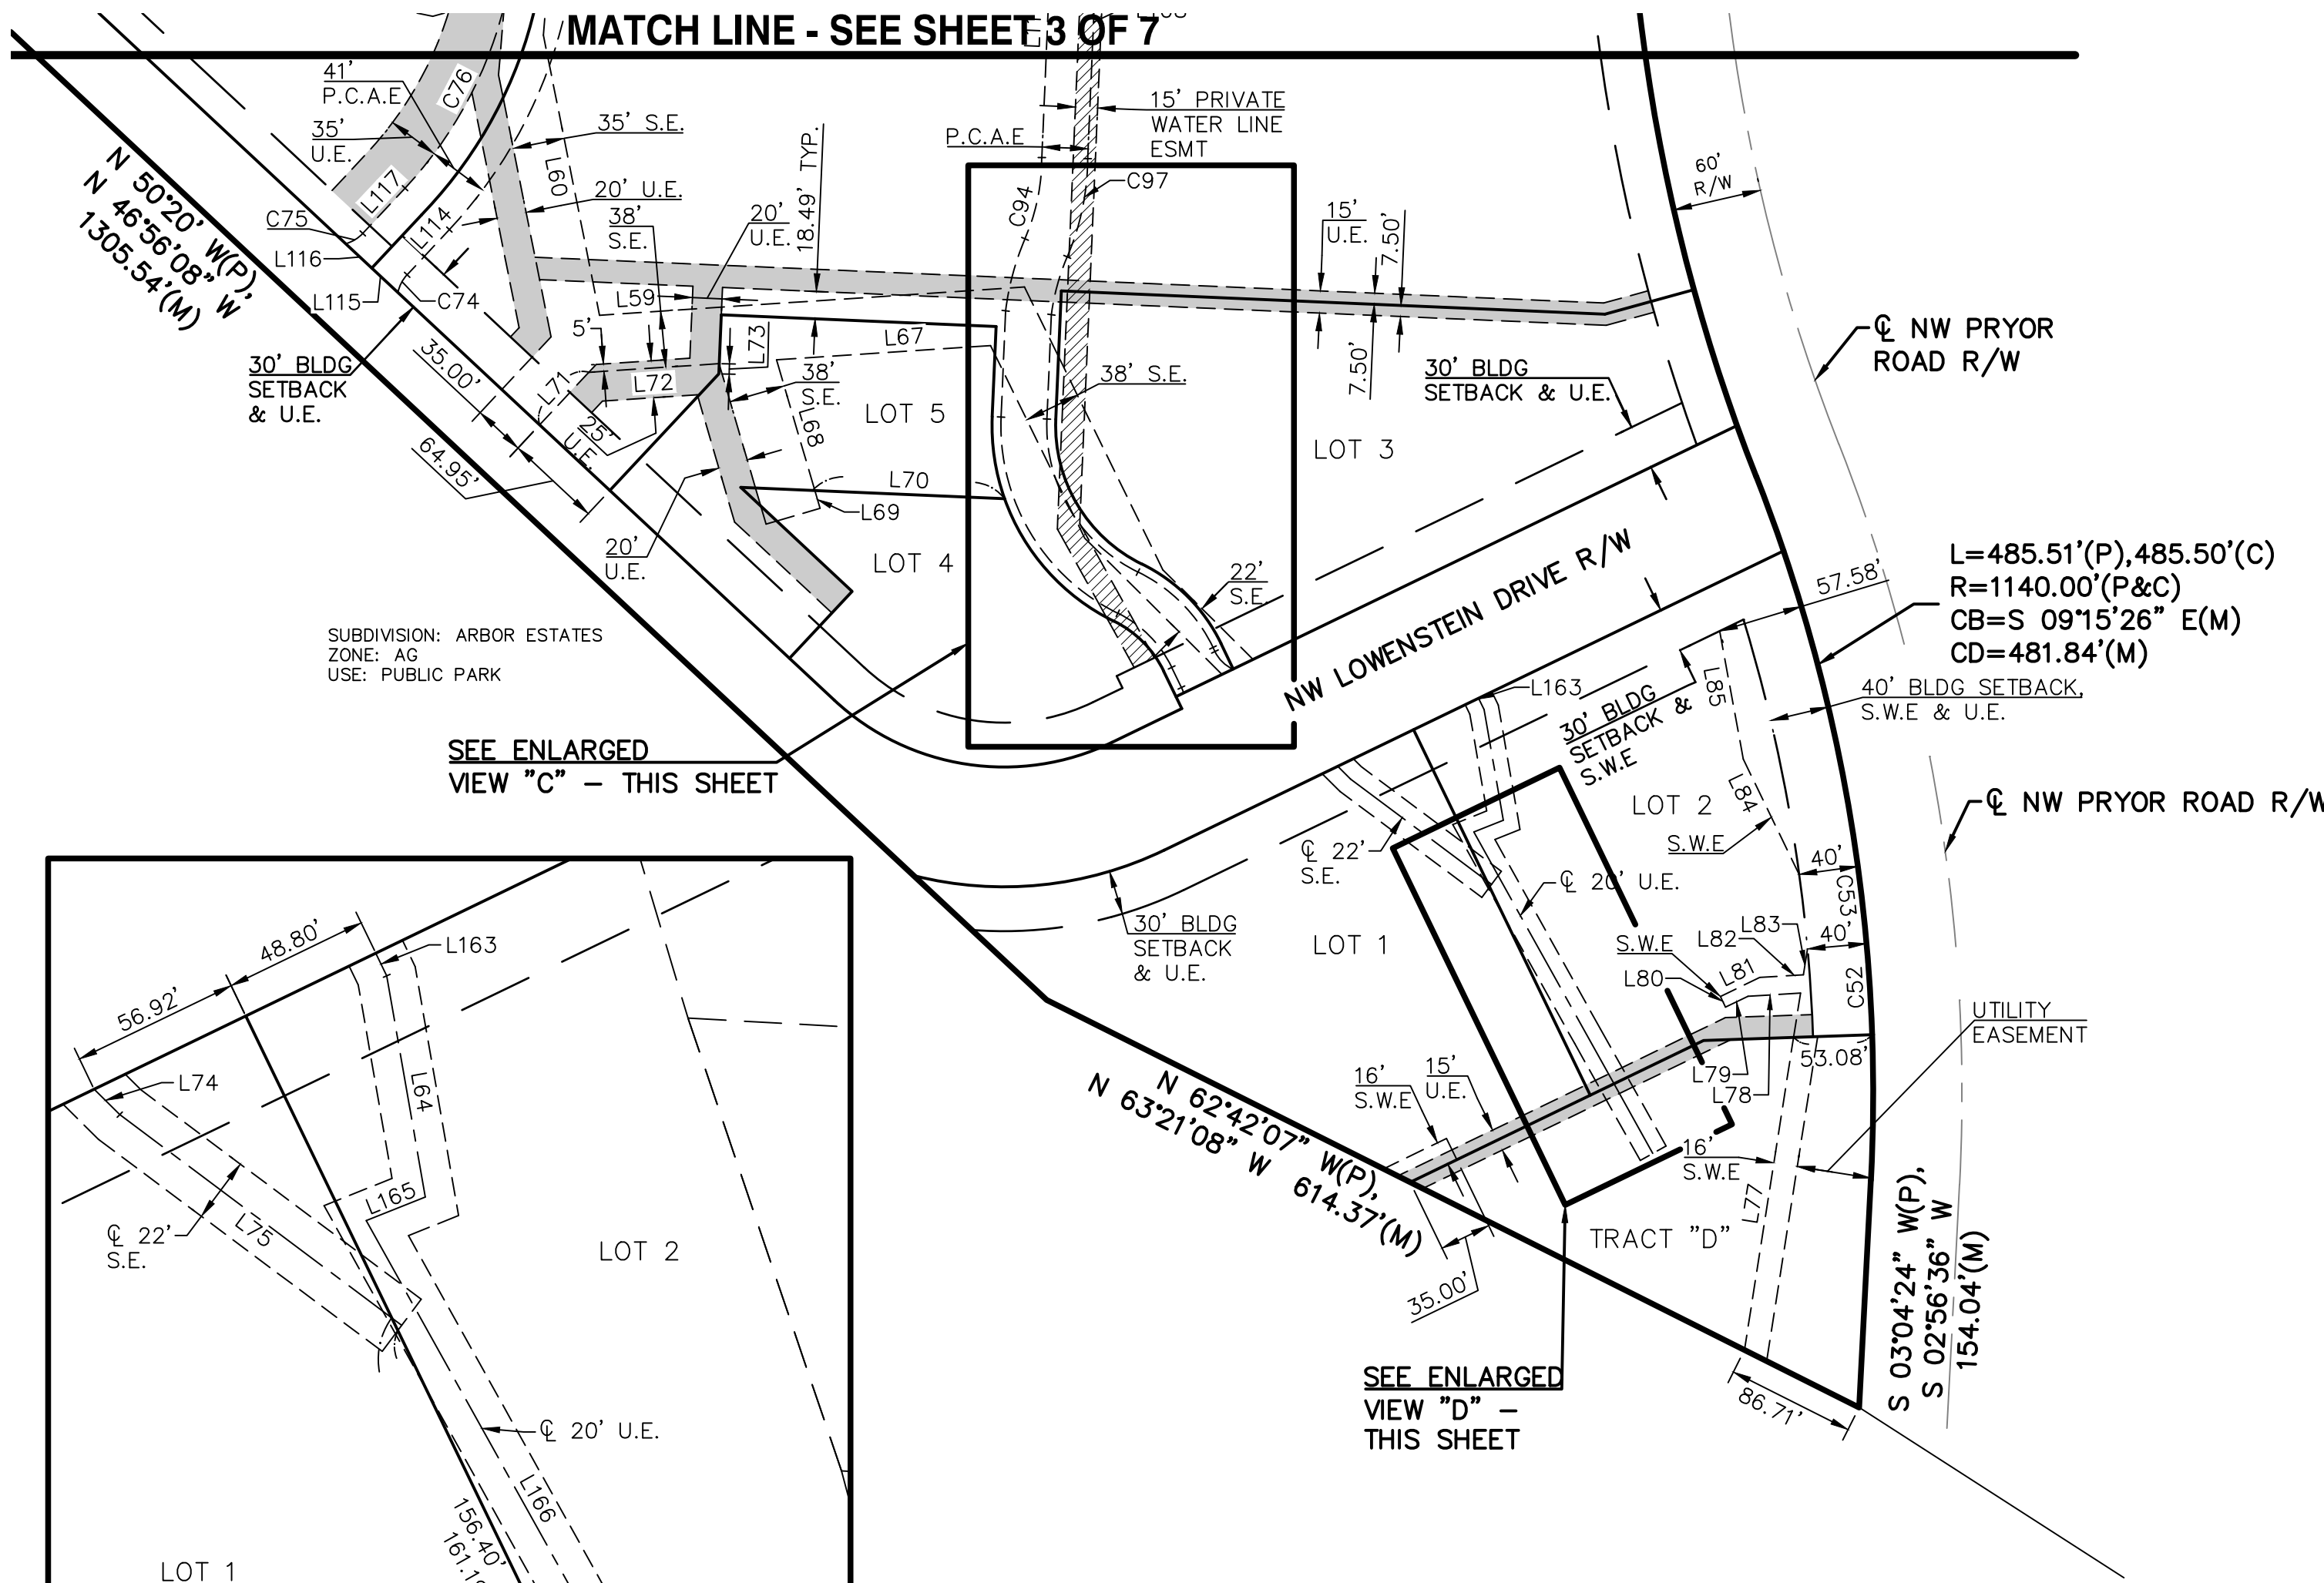 MATCH LINE - SEE SHEET 3 OF 7
41'
P.C.A.E
C76
35'
U.E.
35' S.E.
L117
L60
20' U.E.
38'
S.E.
20'
U.E.
18.49' TYP.
P.C.A.E
15' PRIVATE
WATER LINE
ESMT
C97
C94
60'
R/W
N 50°20' W(P),
N 46°56'08" W
1305.54'(M)
C75
L116
L115
L114
C74
L59
5'
L73
L67
15'
U.E.
7.50'
7.50'
℄ NW PRYOR
ROAD R/W
30' BLDG
SETBACK
& U.E.
35.00'
L71
L72
38'
S.E.
L68
LOT 5
38' S.E.
30' BLDG
SETBACK & U.E.
LOT 3
64.95'
25'
U.E.
L70
L69
20'
U.E.
LOT 4
22'
S.E.
NW LOWENSTEIN DRIVE R/W
57.58'
L=485.51'(P),485.50'(C)
R=1140.00'(P&C)
CB=S 09°15'26" E(M)
CD=481.84'(M)
SUBDIVISION: ARBOR ESTATES
ZONE: AG
USE: PUBLIC PARK
40' BLDG SETBACK,
S.W.E & U.E.
L163
L85
30' BLDG
SETBACK &
S.W.E
SEE ENLARGED
VIEW "C" - THIS SHEET
LOT 2
L84
S.W.E
℄ NW PRYOR ROAD R/W
℄ 22'
S.E.
℄ 20' U.E.
40'
C53
30' BLDG
SETBACK
& U.E.
LOT 1
S.W.E
L83
L82
40'
L81
L80
C52
UTILITY
EASEMENT
53.08'
L79
L78
16'
S.W.E
15'
U.E.
N 62°42'07" W(P),
N 63°21'08" W 614.37'(M)
16'
S.W.E
L77
TRACT "D"
35.00'
S 03°04'24" W(P),
S 02°56'36" W
154.04'(M)
SEE ENLARGED
VIEW "D" -
THIS SHEET
86.71'
48.80'
L163
56.92'
L74
L64
L165
℄ 22'
S.E.
L75
LOT 2
℄ 20' U.E.
L166
156.40'
LOT 1